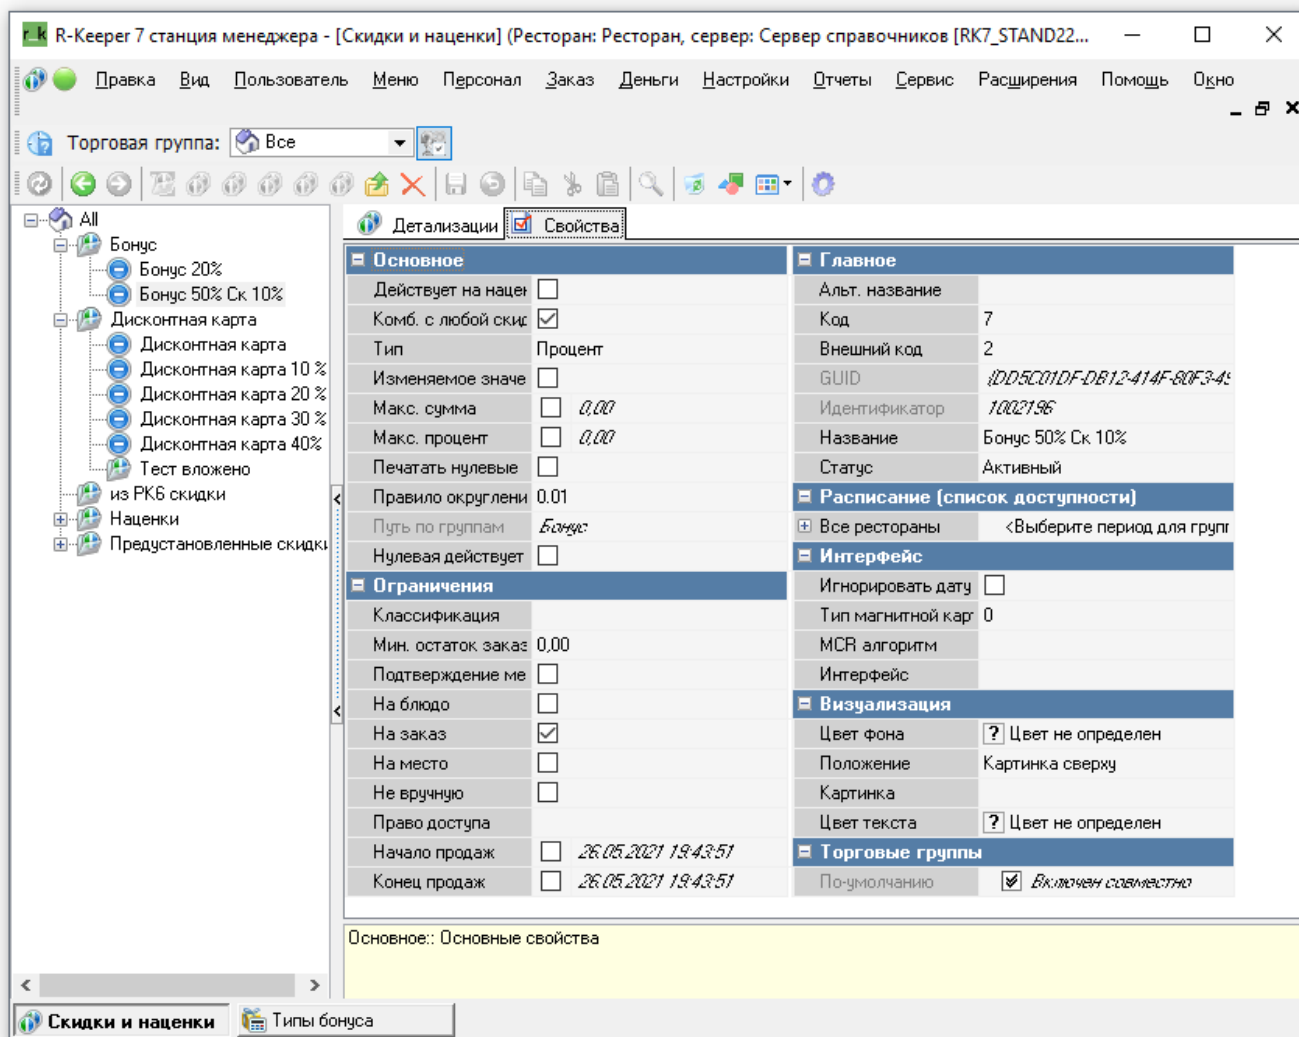 R-Keeper 7 станция менеджера - [Скидки и наценки] (Ресторан: Ресторан, сервер: Сервер справочников [RK7_STAND22...
Правка Вид Пользователь Меню Персонал Заказ Деньги Настройки Отчеты Сервис Расширения Помощь Окно
Торговая группа: Все
All
Бонус
Бонус 20%
Бонус 50% Ск 10%
Дисконтная карта
Дисконтная карта
Дисконтная карта 10 %
Дисконтная карта 20 %
Дисконтная карта 30 %
Дисконтная карта 40%
Тест вложено
из РК6 скидки
Наценки
Предустановленные скидки
Детализации Свойства
Основное
Действует на нацен
Комб. с любой скид
Тип Процент
Изменяемое значе
Макс. сумма 0,00
Макс. процент 0,00
Печатать нулевые
Правило округлени 0.01
Путь по группам Бонус
Нулевая действует
Ограничения
Классификация
Мин. остаток заказ 0,00
Подтверждение ме
На блюдо
На заказ
На место
Не вручную
Право доступа
Начало продаж 26.05.2021 19:43:51
Конец продаж 26.05.2021 19:43:51
Главное
Альт. название
Код 7
Внешний код 2
GUID {DD5C01DF-DB12-414F-80F3-45
Идентификатор 1002196
Название Бонус 50% Ск 10%
Статус Активный
Расписание (список доступности)
Все рестораны <Выберите период для групп
Интерфейс
Игнорировать дату
Тип магнитной кар 0
MCR алгоритм
Интерфейс
Визуализация
Цвет фона ? Цвет не определен
Положение Картинка сверху
Картинка
Цвет текста ? Цвет не определен
Торговые группы
По-умолчанию Включен совместно
Основное:: Основные свойства
Скидки и наценки Типы бонуса